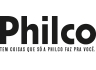 Philco
TEM COISAS QUE SÓ A PHILCO FAZ PRA VOCÊ.